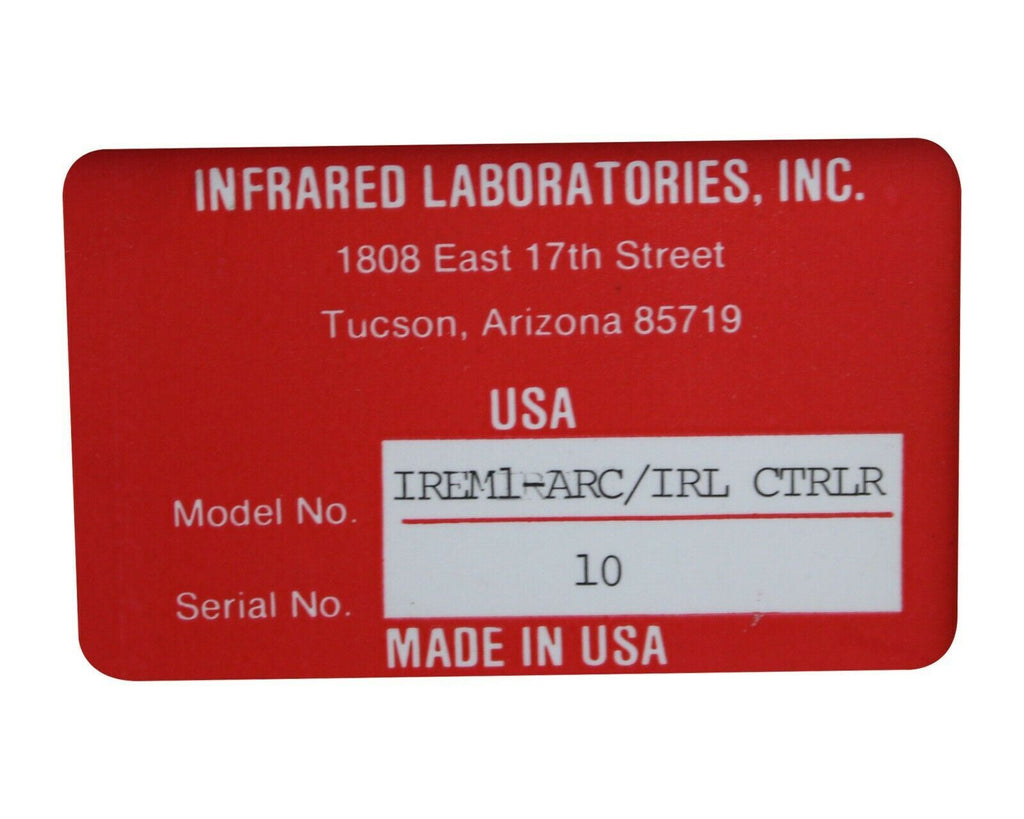 INFRARED LABORATORIES, INC.
1808 East 17th Street
Tucson, Arizona 85719
USA
Model No. IREM1-ARC/IRL CTRLR
Serial No. 10
MADE IN USA